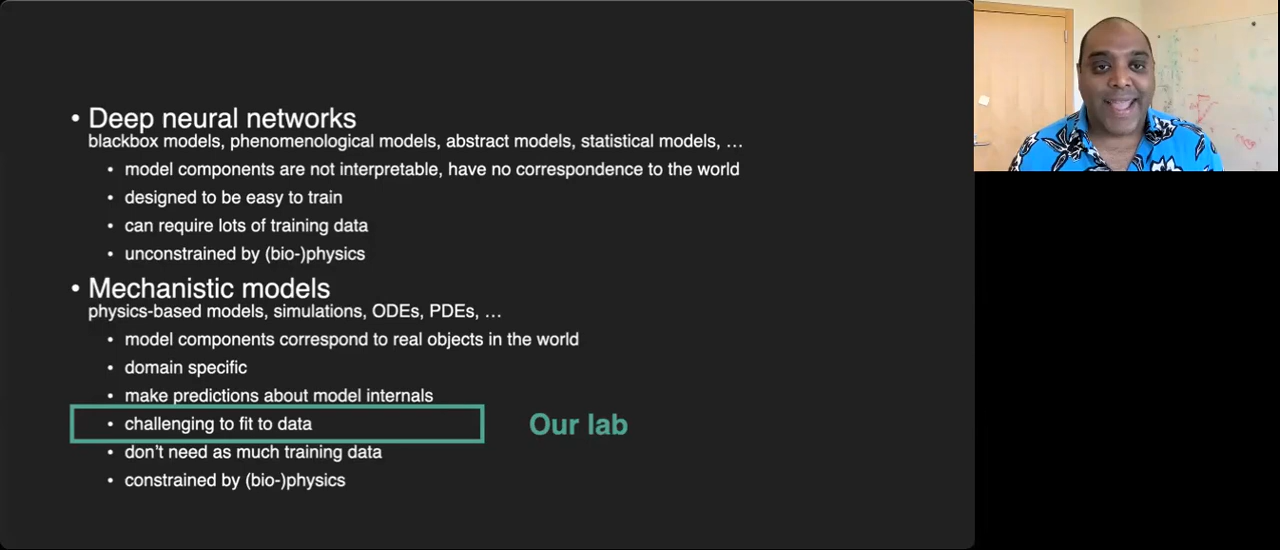 • Deep neural networks
blackbox models, phenomenological models, abstract models, statistical models, …
• model components are not interpretable, have no correspondence to the world
• designed to be easy to train
• can require lots of training data
• unconstrained by (bio-)physics
• Mechanistic models
physics-based models, simulations, ODEs, PDEs, …
• model components correspond to real objects in the world
• domain specific
• make predictions about model internals
• challenging to fit to data
Our lab
• don’t need as much training data
• constrained by (bio-)physics